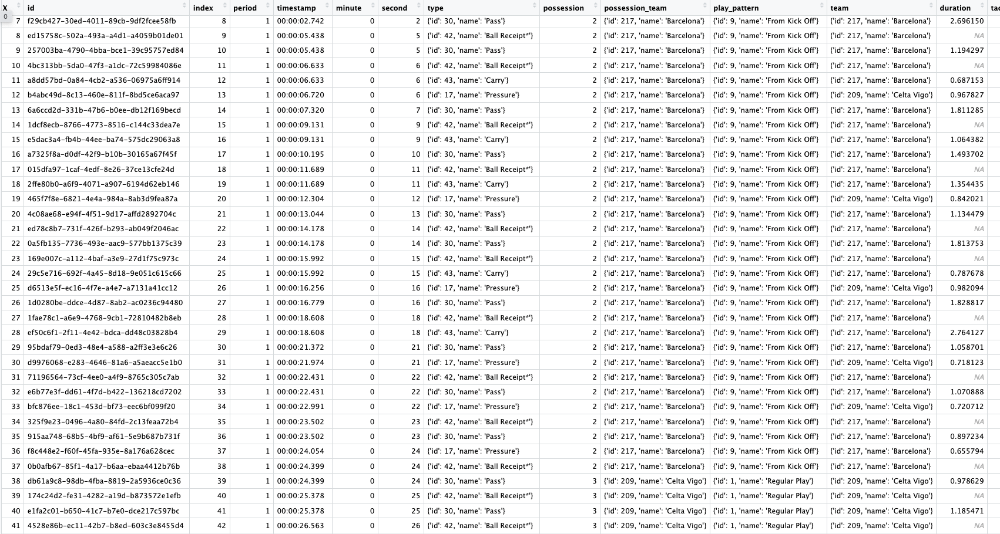 X id index period timestamp minute second type possession possession_team play_pattern team duration tac
0
7 f29cb427-30ed-4011-89cb-9df2fcee58fb 8 1 00:00:02.742 0 2 {'id': 30, 'name': 'Pass'} 2 {'id': 217, 'name': 'Barcelona'} {'id': 9, 'name': 'From Kick Off'} {'id': 217, 'name': 'Barcelona'} 2.696150
8 ed15758c-502a-493a-a4d1-a4059b01de01 9 1 00:00:05.438 0 5 {'id': 42, 'name': 'Ball Receipt*'} 2 {'id': 217, 'name': 'Barcelona'} {'id': 9, 'name': 'From Kick Off'} {'id': 217, 'name': 'Barcelona'} NA
9 257003ba-4790-4bba-bce1-39c95757ed84 10 1 00:00:05.438 0 5 {'id': 30, 'name': 'Pass'} 2 {'id': 217, 'name': 'Barcelona'} {'id': 9, 'name': 'From Kick Off'} {'id': 217, 'name': 'Barcelona'} 1.194297
10 4bc313bb-5da0-47f3-a1dc-72c59984086e 11 1 00:00:06.633 0 6 {'id': 42, 'name': 'Ball Receipt*'} 2 {'id': 217, 'name': 'Barcelona'} {'id': 9, 'name': 'From Kick Off'} {'id': 217, 'name': 'Barcelona'} NA
11 a8dd57bd-0a84-4cb2-a536-06975a6ff914 12 1 00:00:06.633 0 6 {'id': 43, 'name': 'Carry'} 2 {'id': 217, 'name': 'Barcelona'} {'id': 9, 'name': 'From Kick Off'} {'id': 217, 'name': 'Barcelona'} 0.687153
12 b4abc49d-8c13-460e-811f-8bd5ce6aca97 13 1 00:00:06.720 0 6 {'id': 17, 'name': 'Pressure'} 2 {'id': 217, 'name': 'Barcelona'} {'id': 9, 'name': 'From Kick Off'} {'id': 209, 'name': 'Celta Vigo'} 0.967827
13 6a6ccd2d-331b-47b6-b0ee-db12f169becd 14 1 00:00:07.320 0 7 {'id': 30, 'name': 'Pass'} 2 {'id': 217, 'name': 'Barcelona'} {'id': 9, 'name': 'From Kick Off'} {'id': 217, 'name': 'Barcelona'} 1.811285
14 1dcf8ecb-8766-4773-8516-c144c33dea7e 15 1 00:00:09.131 0 9 {'id': 42, 'name': 'Ball Receipt*'} 2 {'id': 217, 'name': 'Barcelona'} {'id': 9, 'name': 'From Kick Off'} {'id': 217, 'name': 'Barcelona'} NA
15 e5dac3a4-fb4b-44ee-ba74-575dc29063a8 16 1 00:00:09.131 0 9 {'id': 43, 'name': 'Carry'} 2 {'id': 217, 'name': 'Barcelona'} {'id': 9, 'name': 'From Kick Off'} {'id': 217, 'name': 'Barcelona'} 1.064382
16 a7325f8a-d0df-42f9-b10b-30165a67f45f 17 1 00:00:10.195 0 10 {'id': 30, 'name': 'Pass'} 2 {'id': 217, 'name': 'Barcelona'} {'id': 9, 'name': 'From Kick Off'} {'id': 217, 'name': 'Barcelona'} 1.493702
17 015dfa97-1caf-4edf-8e26-37ce13cfe24d 18 1 00:00:11.689 0 11 {'id': 42, 'name': 'Ball Receipt*'} 2 {'id': 217, 'name': 'Barcelona'} {'id': 9, 'name': 'From Kick Off'} {'id': 217, 'name': 'Barcelona'} NA
18 2ffe80b0-a6f9-4071-a907-6194d62eb146 19 1 00:00:11.689 0 11 {'id': 43, 'name': 'Carry'} 2 {'id': 217, 'name': 'Barcelona'} {'id': 9, 'name': 'From Kick Off'} {'id': 217, 'name': 'Barcelona'} 1.354435
19 465f7f8e-6821-4e4a-984a-8ab3d9fea87a 20 1 00:00:12.304 0 12 {'id': 17, 'name': 'Pressure'} 2 {'id': 217, 'name': 'Barcelona'} {'id': 9, 'name': 'From Kick Off'} {'id': 209, 'name': 'Celta Vigo'} 0.842021
20 4c08ae68-e94f-4f51-9d17-affd2892704c 21 1 00:00:13.044 0 13 {'id': 30, 'name': 'Pass'} 2 {'id': 217, 'name': 'Barcelona'} {'id': 9, 'name': 'From Kick Off'} {'id': 217, 'name': 'Barcelona'} 1.134479
21 ed78c8b7-731f-426f-b293-ab049f2046ac 22 1 00:00:14.178 0 14 {'id': 42, 'name': 'Ball Receipt*'} 2 {'id': 217, 'name': 'Barcelona'} {'id': 9, 'name': 'From Kick Off'} {'id': 217, 'name': 'Barcelona'} NA
22 0a5fb135-7736-493e-aac9-577bb1375c39 23 1 00:00:14.178 0 14 {'id': 30, 'name': 'Pass'} 2 {'id': 217, 'name': 'Barcelona'} {'id': 9, 'name': 'From Kick Off'} {'id': 217, 'name': 'Barcelona'} 1.813753
23 169e007c-a112-4baf-a3e9-27d1f75c973c 24 1 00:00:15.992 0 15 {'id': 42, 'name': 'Ball Receipt*'} 2 {'id': 217, 'name': 'Barcelona'} {'id': 9, 'name': 'From Kick Off'} {'id': 217, 'name': 'Barcelona'} NA
24 29c5e716-692f-4a45-8d18-9e051c615c66 25 1 00:00:15.992 0 15 {'id': 43, 'name': 'Carry'} 2 {'id': 217, 'name': 'Barcelona'} {'id': 9, 'name': 'From Kick Off'} {'id': 217, 'name': 'Barcelona'} 0.787678
25 d6513e5f-ec16-4f7e-a4e7-a7131a41cc12 26 1 00:00:16.256 0 16 {'id': 17, 'name': 'Pressure'} 2 {'id': 217, 'name': 'Barcelona'} {'id': 9, 'name': 'From Kick Off'} {'id': 209, 'name': 'Celta Vigo'} 0.982094
26 1d0280be-ddce-4d87-8ab2-ac0236c94480 27 1 00:00:16.779 0 16 {'id': 30, 'name': 'Pass'} 2 {'id': 217, 'name': 'Barcelona'} {'id': 9, 'name': 'From Kick Off'} {'id': 217, 'name': 'Barcelona'} 1.828817
27 1fae78c1-a6e9-4768-9cb1-72810482b8eb 28 1 00:00:18.608 0 18 {'id': 42, 'name': 'Ball Receipt*'} 2 {'id': 217, 'name': 'Barcelona'} {'id': 9, 'name': 'From Kick Off'} {'id': 217, 'name': 'Barcelona'} NA
28 ef50c6f1-2f11-4e42-bdca-dd48c03828b4 29 1 00:00:18.608 0 18 {'id': 43, 'name': 'Carry'} 2 {'id': 217, 'name': 'Barcelona'} {'id': 9, 'name': 'From Kick Off'} {'id': 217, 'name': 'Barcelona'} 2.764127
29 95bdaf79-0ed3-48e4-a588-a2ff3e3e6c26 30 1 00:00:21.372 0 21 {'id': 30, 'name': 'Pass'} 2 {'id': 217, 'name': 'Barcelona'} {'id': 9, 'name': 'From Kick Off'} {'id': 217, 'name': 'Barcelona'} 1.058701
30 d9976068-e283-4646-81a6-a5aeacc5e1b0 31 1 00:00:21.974 0 21 {'id': 17, 'name': 'Pressure'} 2 {'id': 217, 'name': 'Barcelona'} {'id': 9, 'name': 'From Kick Off'} {'id': 209, 'name': 'Celta Vigo'} 0.718123
31 71196564-73cf-4ee0-a4f9-8765c305c7ab 32 1 00:00:22.431 0 22 {'id': 42, 'name': 'Ball Receipt*'} 2 {'id': 217, 'name': 'Barcelona'} {'id': 9, 'name': 'From Kick Off'} {'id': 217, 'name': 'Barcelona'} NA
32 e6b77e3f-dd61-4f7d-b422-136218cd7202 33 1 00:00:22.431 0 22 {'id': 30, 'name': 'Pass'} 2 {'id': 217, 'name': 'Barcelona'} {'id': 9, 'name': 'From Kick Off'} {'id': 217, 'name': 'Barcelona'} 1.070888
33 bfc876ee-18c1-453d-bf73-eec6bf099f20 34 1 00:00:22.991 0 22 {'id': 17, 'name': 'Pressure'} 2 {'id': 217, 'name': 'Barcelona'} {'id': 9, 'name': 'From Kick Off'} {'id': 209, 'name': 'Celta Vigo'} 0.720712
34 325f9e23-0496-4a80-84fd-2c13feaa72b4 35 1 00:00:23.502 0 23 {'id': 42, 'name': 'Ball Receipt*'} 2 {'id': 217, 'name': 'Barcelona'} {'id': 9, 'name': 'From Kick Off'} {'id': 217, 'name': 'Barcelona'} NA
35 915aa748-68b5-4bf9-af61-5e9b687b731f 36 1 00:00:23.502 0 23 {'id': 30, 'name': 'Pass'} 2 {'id': 217, 'name': 'Barcelona'} {'id': 9, 'name': 'From Kick Off'} {'id': 217, 'name': 'Barcelona'} 0.897234
36 f8c448e2-f60f-45fa-935e-8a176a628cec 37 1 00:00:24.054 0 24 {'id': 17, 'name': 'Pressure'} 2 {'id': 217, 'name': 'Barcelona'} {'id': 9, 'name': 'From Kick Off'} {'id': 209, 'name': 'Celta Vigo'} 0.655794
37 0b0afb67-85f1-4a17-b6aa-ebaa4412b76b 38 1 00:00:24.399 0 24 {'id': 42, 'name': 'Ball Receipt*'} 2 {'id': 217, 'name': 'Barcelona'} {'id': 9, 'name': 'From Kick Off'} {'id': 217, 'name': 'Barcelona'} NA
38 db61a9c8-98db-4fba-8819-2a5936ce0c36 39 1 00:00:24.399 0 24 {'id': 30, 'name': 'Pass'} 3 {'id': 209, 'name': 'Celta Vigo'} {'id': 1, 'name': 'Regular Play'} {'id': 209, 'name': 'Celta Vigo'} 0.978629
39 174c24d2-fe31-4282-a19d-b873572e1efb 40 1 00:00:25.378 0 25 {'id': 42, 'name': 'Ball Receipt*'} 3 {'id': 209, 'name': 'Celta Vigo'} {'id': 1, 'name': 'Regular Play'} {'id': 209, 'name': 'Celta Vigo'} NA
40 e1fa2c01-b650-41c7-b7e0-dce217c597bc 41 1 00:00:25.378 0 25 {'id': 30, 'name': 'Pass'} 3 {'id': 209, 'name': 'Celta Vigo'} {'id': 1, 'name': 'Regular Play'} {'id': 209, 'name': 'Celta Vigo'} 1.185471
41 4528e86b-ec11-42b7-b8ed-603c3e8455d4 42 1 00:00:26.563 0 26 {'id': 42, 'name': 'Ball Receipt*'} 3 {'id': 209, 'name': 'Celta Vigo'} {'id': 1, 'name': 'Regular Play'} {'id': 209, 'name': 'Celta Vigo'} NA